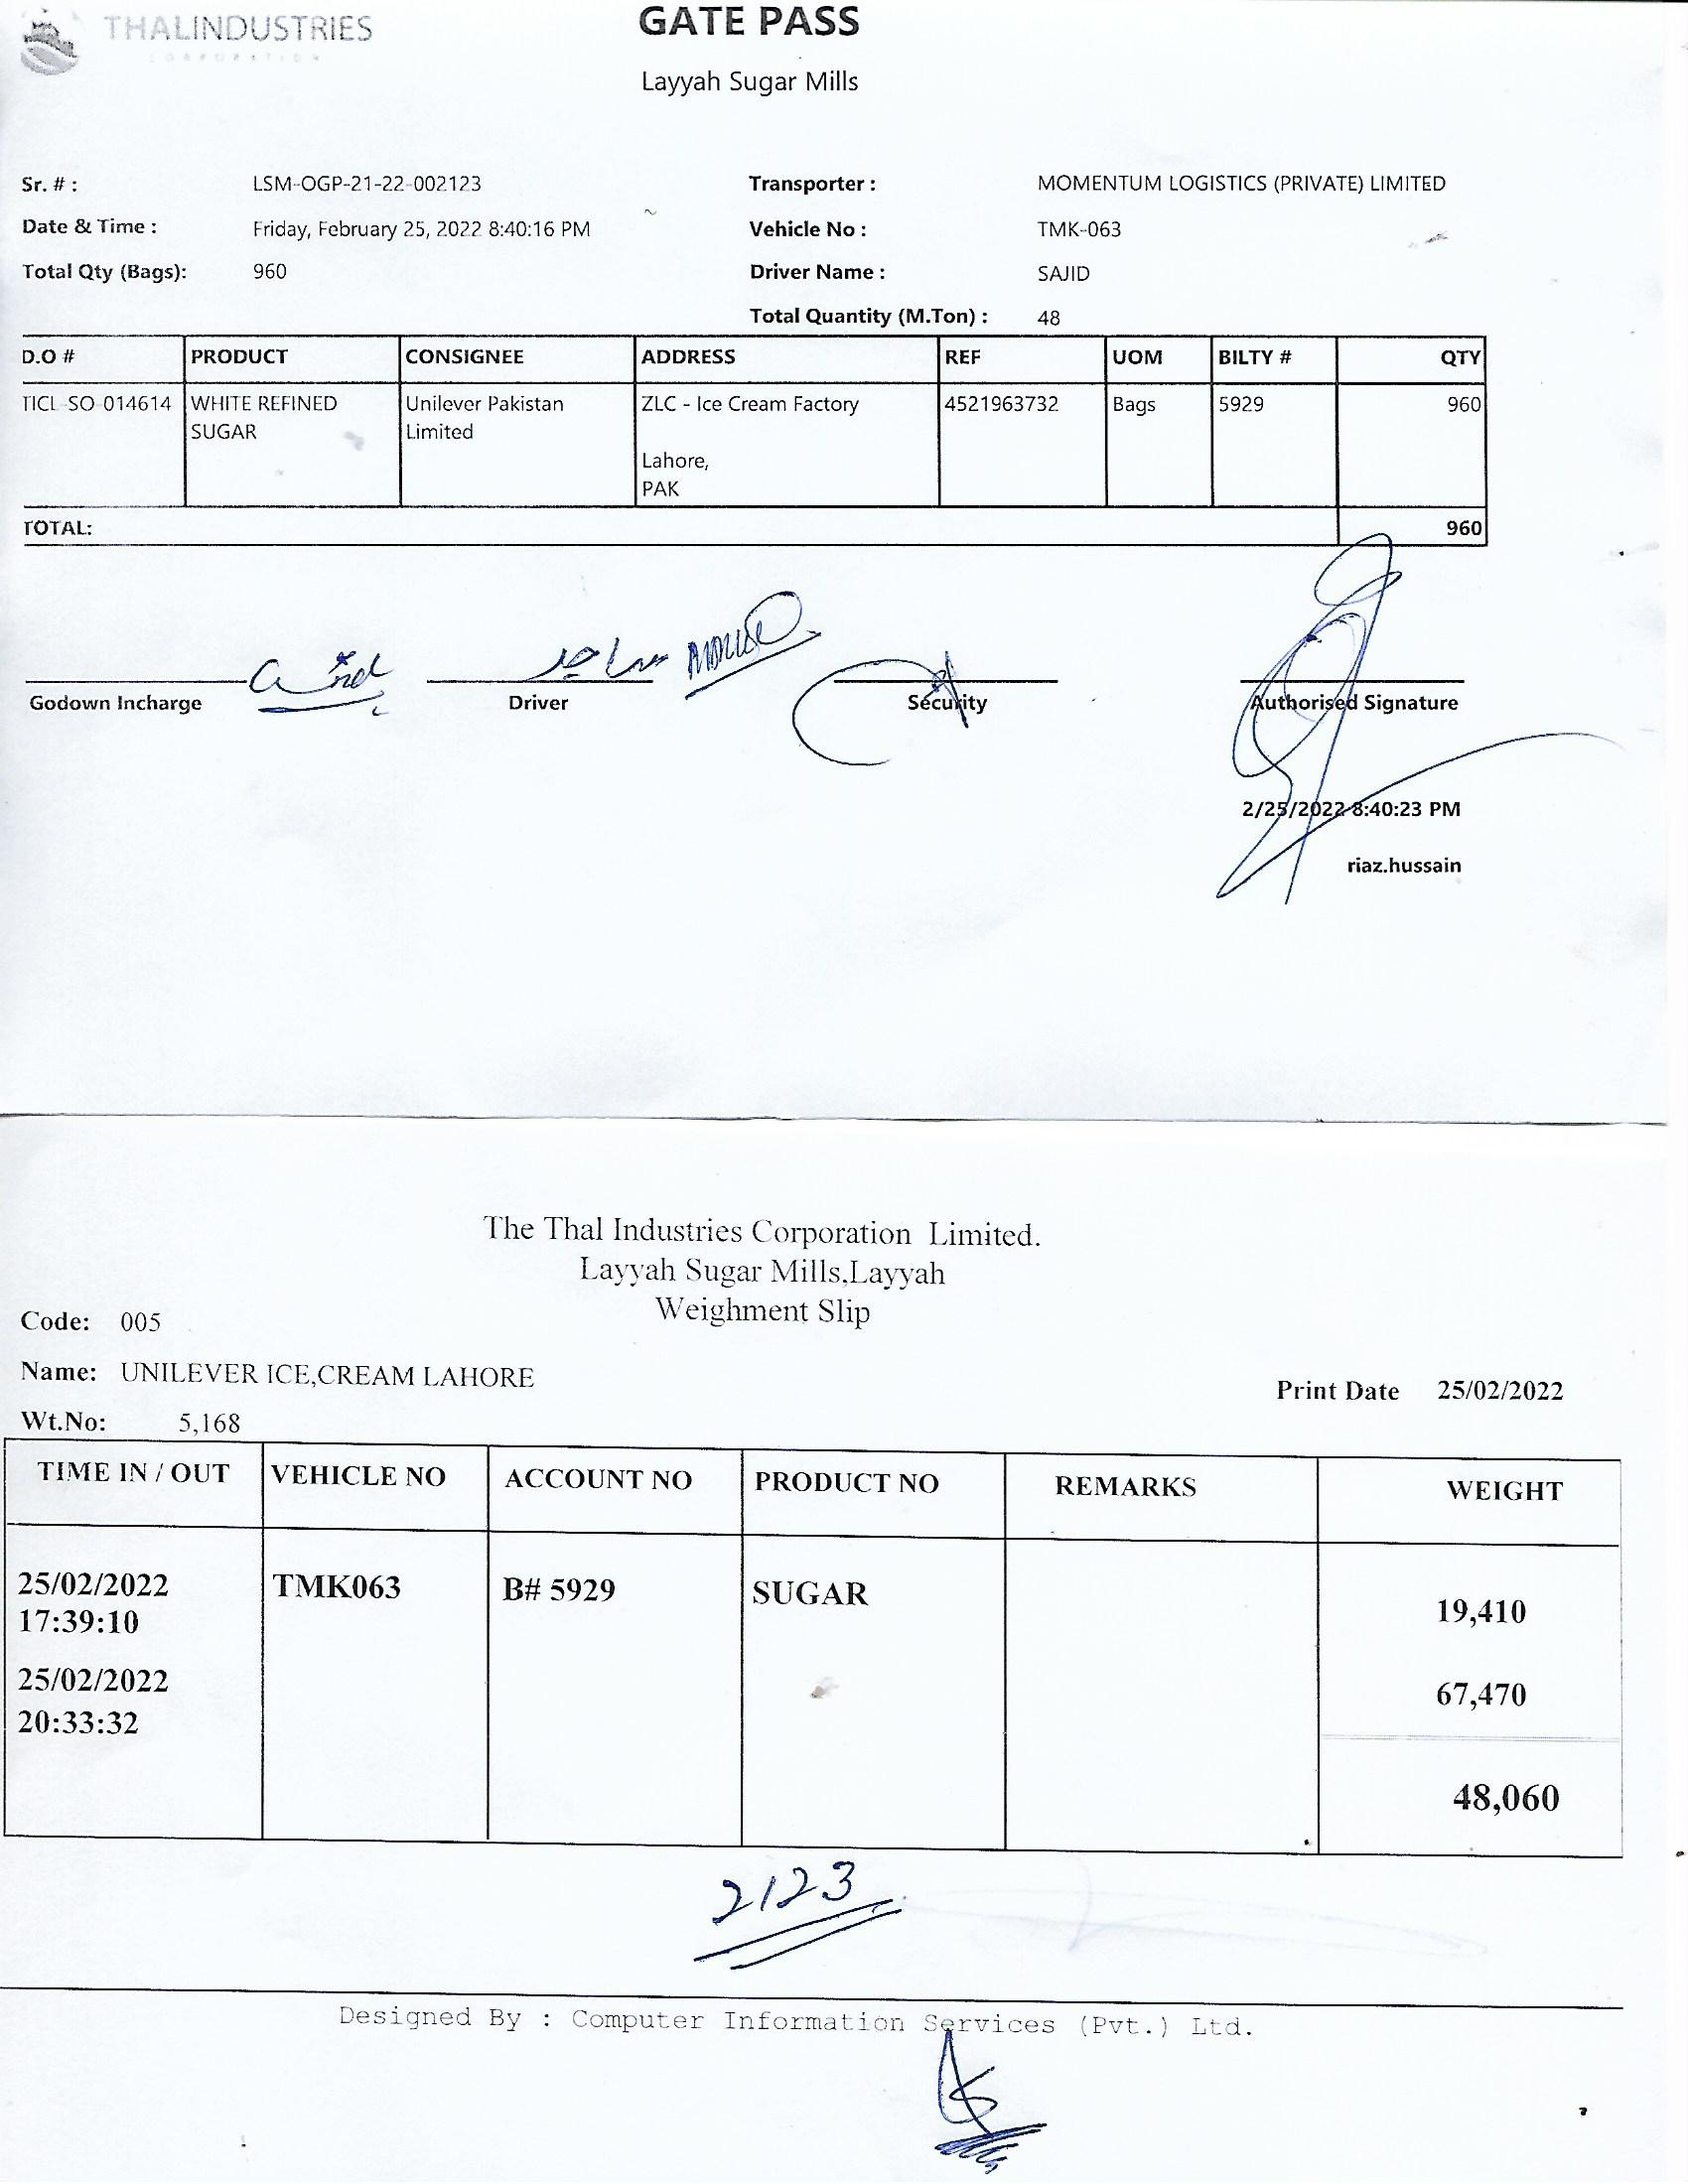 THALINDUSTRIES
CORPORATION
GATE PASS
Layyah Sugar Mills
Sr. # : LSM-OGP-21-22-002123 Transporter : MOMENTUM LOGISTICS (PRIVATE) LIMITED
Date & Time : Friday, February 25, 2022 8:40:16 PM Vehicle No : TMK-063
Total Qty (Bags): 960 Driver Name : SAJID
Total Quantity (M.Ton) : 48
D.O # PRODUCT CONSIGNEE ADDRESS REF UOM BILTY # QTY
TICL-SO-014614 WHITE REFINED Unilever Pakistan ZLC - Ice Cream Factory 4521963732 Bags 5929 960
SUGAR Limited
Lahore,
PAK
TOTAL: 960
ساجد
Godown Incharge Driver Security Authorised Signature
2/25/2022 8:40:23 PM
riaz.hussain
The Thal Industries Corporation Limited.
Layyah Sugar Mills,Layyah
Weighment Slip
Code: 005
Name: UNILEVER ICE,CREAM LAHORE
Print Date 25/02/2022
Wt.No: 5,168
TIME IN / OUT VEHICLE NO ACCOUNT NO PRODUCT NO REMARKS WEIGHT
25/02/2022 TMK063 B# 5929 SUGAR 19,410
17:39:10
25/02/2022 67,470
20:33:32
48,060
2123
Designed By : Computer Information Services (Pvt.) Ltd.